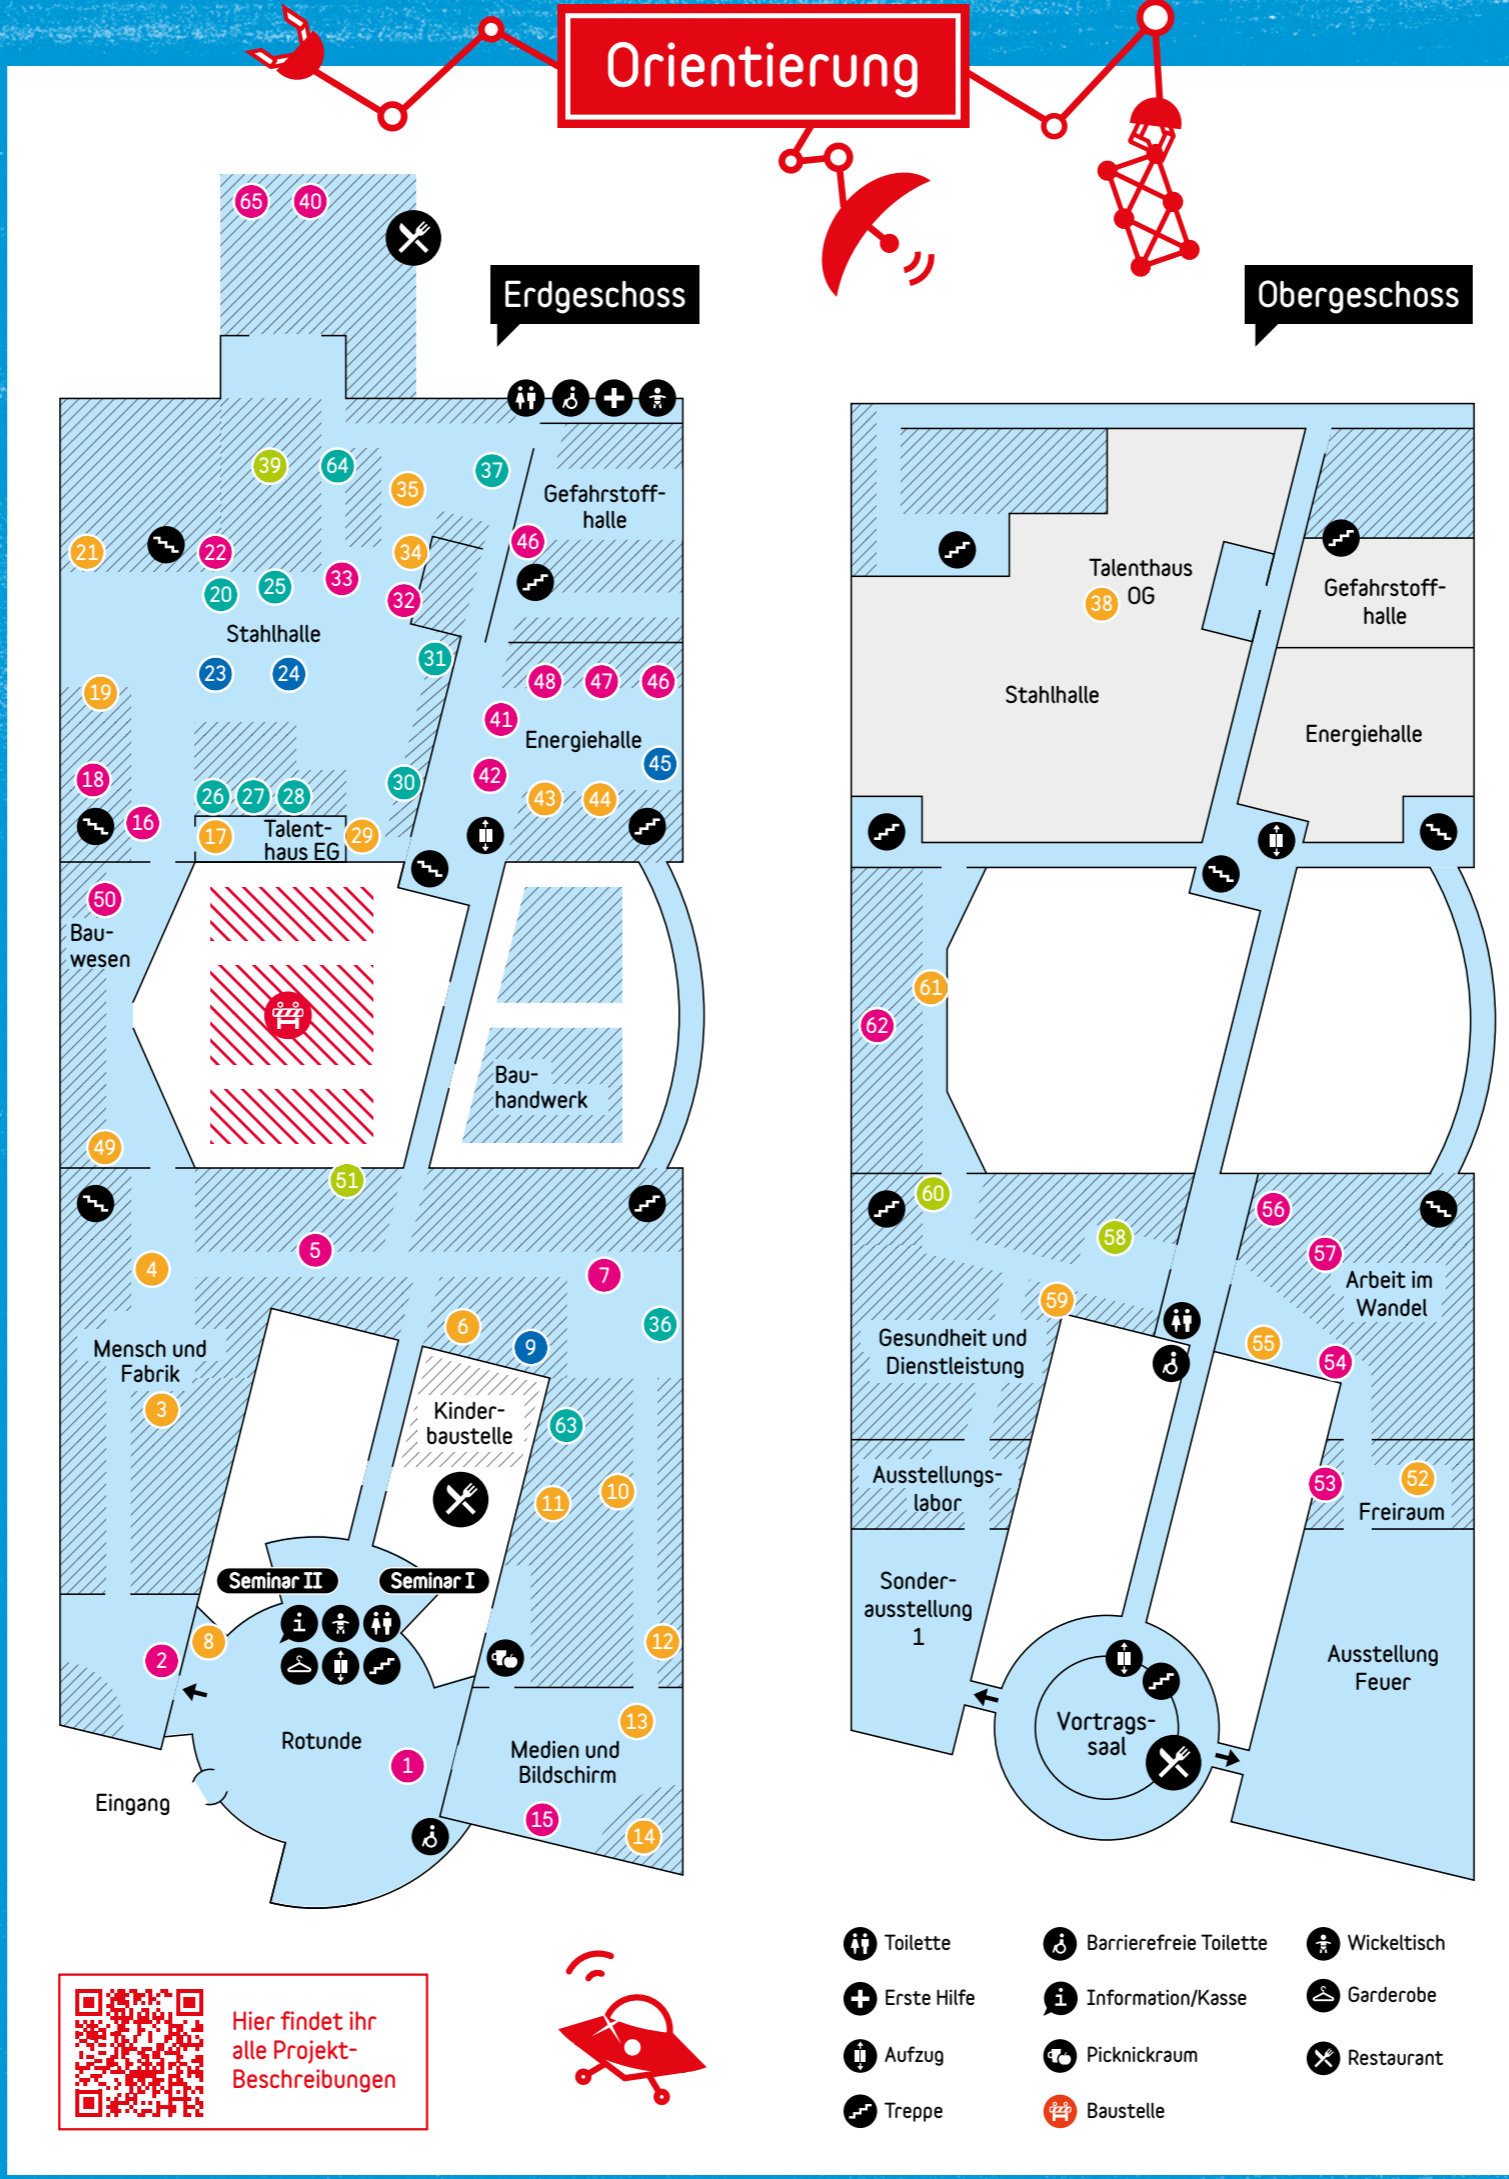 Orientierung
Erdgeschoss
65 40
39 64 35 37
Gefahrstoff-
halle
21 22 34 46
20 25 33 32
Stahlhalle
31
23 24
19 48 47 46
41
Energiehalle
45
18 42
26 27 28 30 43 44
16 17
Talent-
haus EG
29
50
Bau-
wesen
Bau-
handwerk
49
51
5
4 7
6 36
9
Mensch und
Fabrik
3
Kinder-
baustelle
63
11 10
Seminar II
Seminar I
i
8 12
2
13
Rotunde
1
Medien und
Bildschirm
Eingang
15
14
Obergeschoss
Talenthaus
38 OG
Gefahrstoff-
halle
Stahlhalle
Energiehalle
61
62
60 56
58 57
Arbeit im
Wandel
59
Gesundheit und
Dienstleistung
55
54
Ausstellungs-
labor
53 52
Freiraum
Sonder-
ausstellung
1
Ausstellung
Feuer
Vortrags-
saal
Hier findet ihr
alle Projekt-
Beschreibungen
Toilette
Erste Hilfe
Aufzug
Treppe
Barrierefreie Toilette
i Information/Kasse
Picknickraum
Baustelle
Wickeltisch
Garderobe
Restaurant